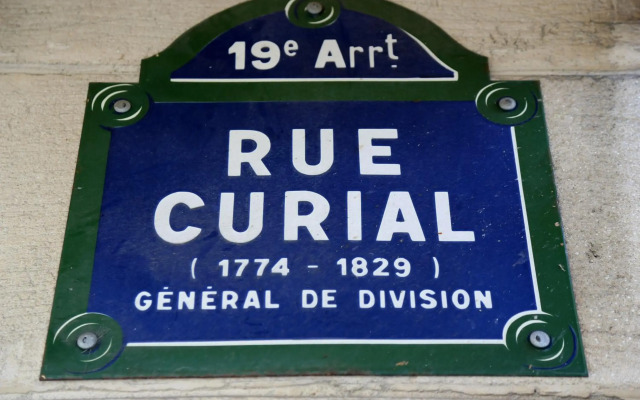 19e Arrt
RUE
CURIAL
( 1774 - 1829 )
GÉNÉRAL DE DIVISION